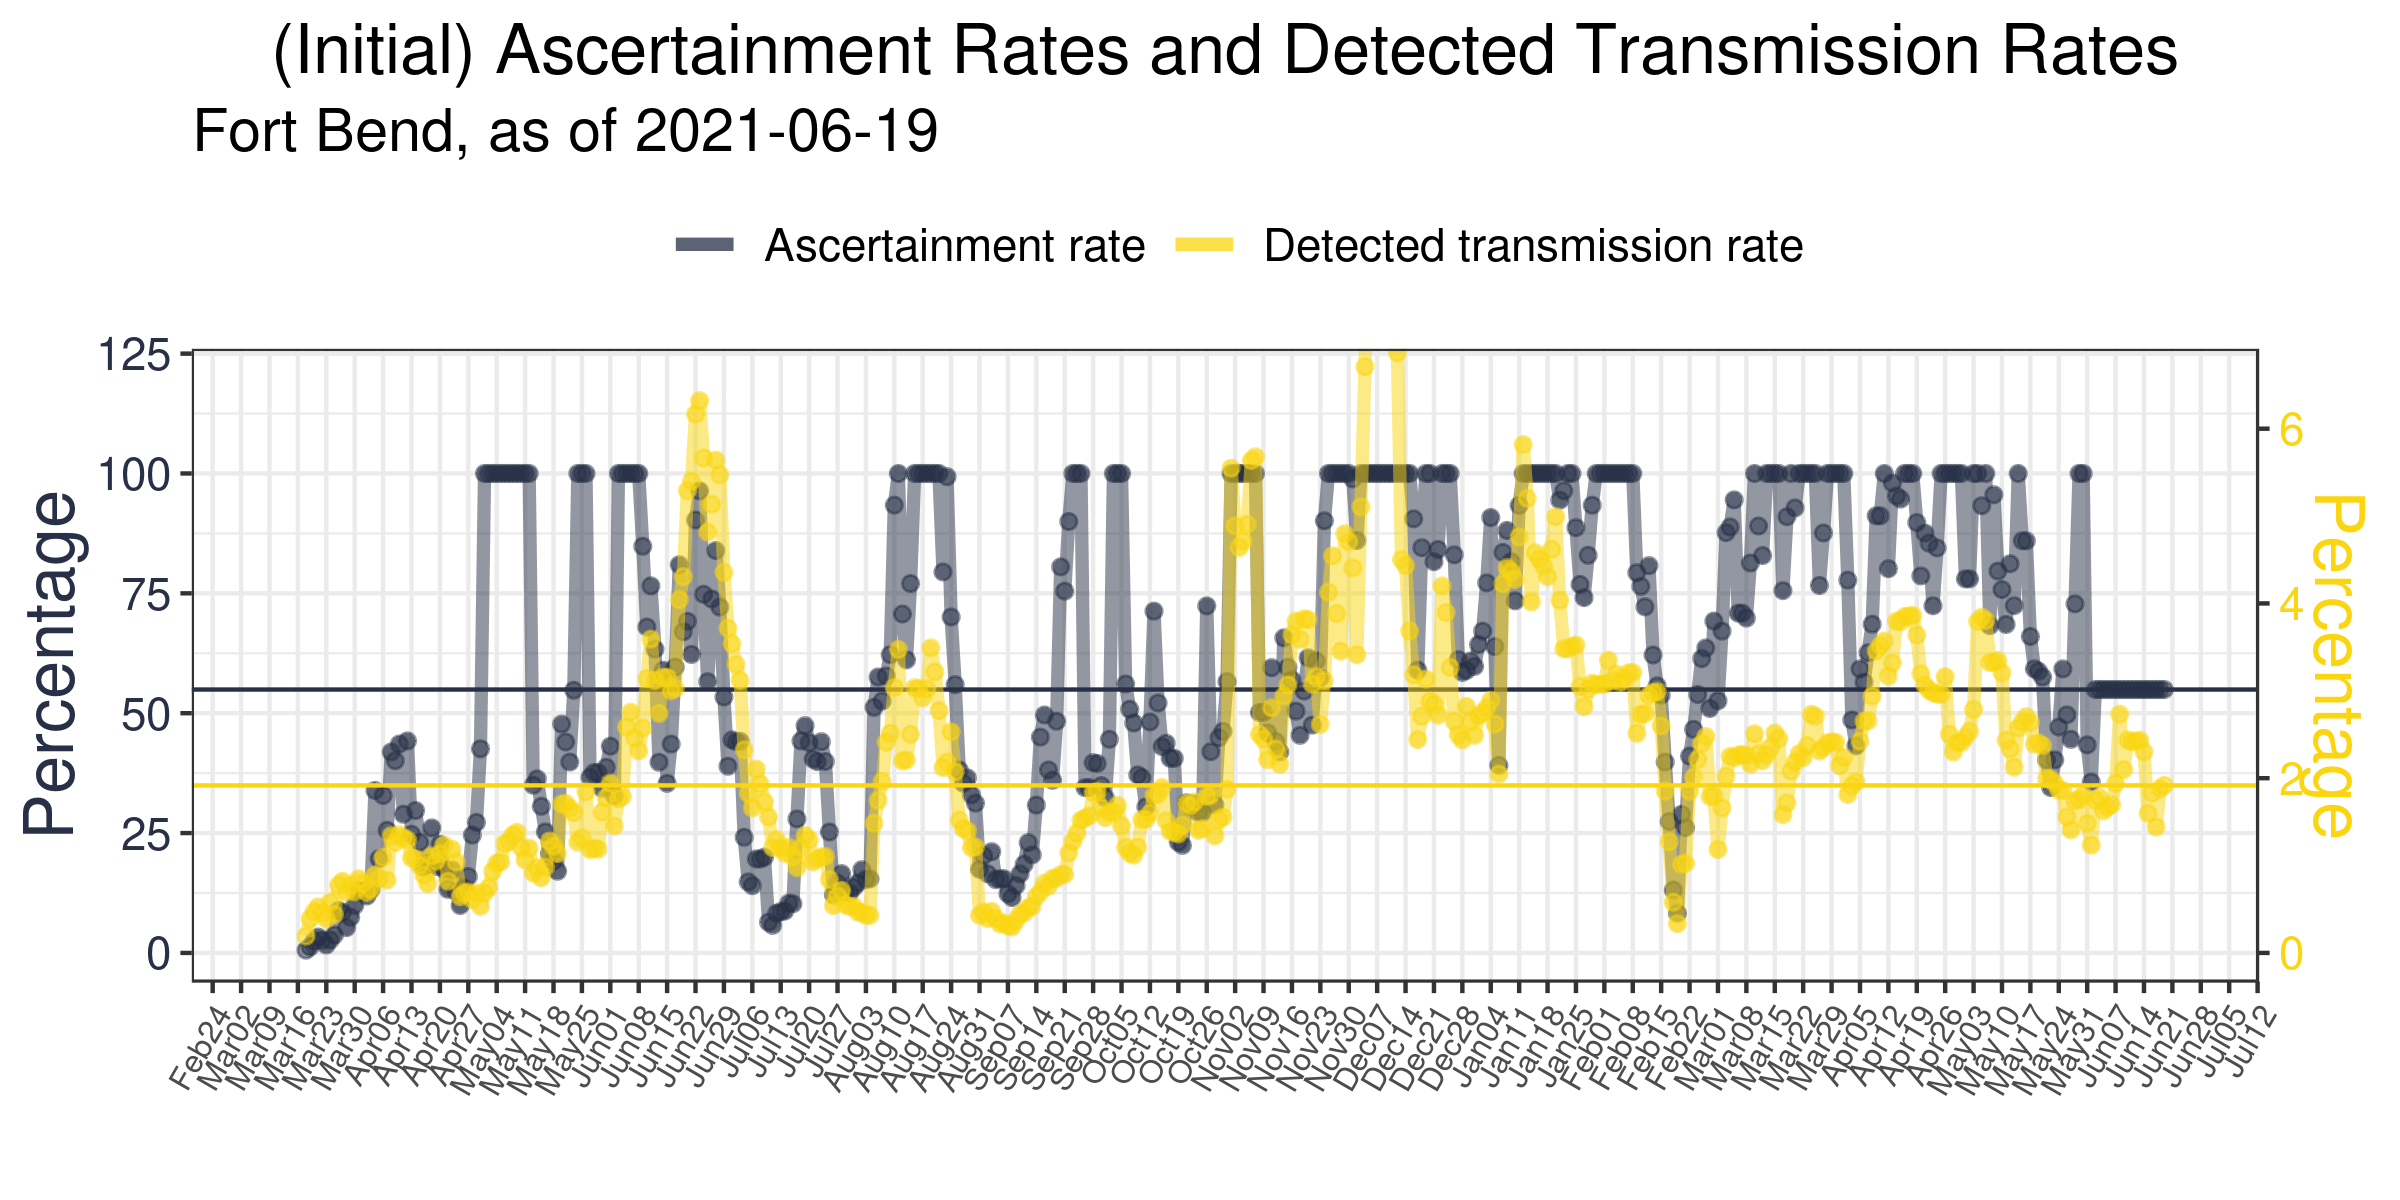 (Initial) Ascertainment Rates and Detected Transmission Rates
Fort Bend, as of 2021-06-19
Ascertainment rate Detected transmission rate
125
100
75
50
25
0
Percentage
6
4
2
0
Percentage
Feb24 Mar02 Mar09 Mar16 Mar23 Mar30 Apr06 Apr13 Apr20 Apr27 May04 May11 May18 May25 Jun01 Jun08 Jun15 Jun22 Jun29 Jul06 Jul13 Jul20 Jul27 Aug03 Aug10 Aug17 Aug24 Aug31 Sep07 Sep14 Sep21 Sep28 Oct05 Oct12 Oct19 Oct26 Nov02 Nov09 Nov16 Nov23 Nov30 Dec07 Dec14 Dec21 Dec28 Jan04 Jan11 Jan18 Jan25 Feb01 Feb08 Feb15 Feb22 Mar01 Mar08 Mar15 Mar22 Mar29 Apr05 Apr12 Apr19 Apr26 May03 May10 May17 May24 May31 Jun07 Jun14 Jun21 Jun28 Jul05 Jul12